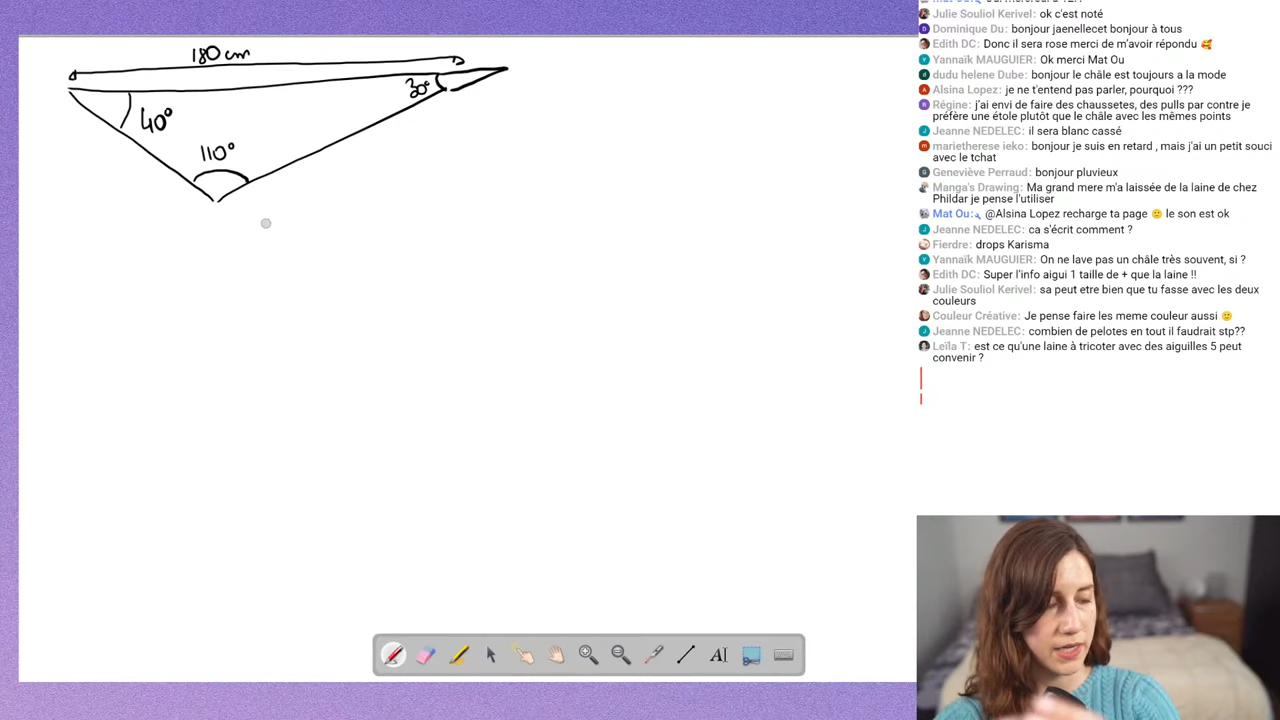 180 cm
30°
40°
110°
Julie Souliol Kerivel: ok c'est noté
Dominique Du: bonjour jaenellecet bonjour à tous
Edith DC: Donc il sera rose merci de m'avoir répondu 🥰
Yannaïk MAUGUIER: Ok merci Mat Ou
dudu helene Dube: bonjour le châle est toujours a la mode
Alsina Lopez: je ne t'entend pas parler, pourquoi ???
Régine: j'ai envi de faire des chaussetes, des pulls par contre je
préfère une étole plutôt que le châle avec les mêmes points
Jeanne NEDELEC: il sera blanc cassé
marietherese ieko: bonjour je suis en retard , mais j'ai un petit souci
avec le tchat
Geneviève Perraud: bonjour pluvieux
Manga's Drawing: Ma grand mere m'a laissée de la laine de chez
Phildar je pense l'utiliser
Mat Ou: @Alsina Lopez recharge ta page 🙂 le son est ok
Jeanne NEDELEC: ca s'écrit comment ?
Fierdre: drops Karisma
Yannaïk MAUGUIER: On ne lave pas un châle très souvent, si ?
Edith DC: Super l'info aigui 1 taille de + que la laine !!
Julie Souliol Kerivel: sa peut etre bien que tu fasse avec les deux
couleurs
Couleur Créative: Je pense faire les meme couleur aussi 🙂
Jeanne NEDELEC: combien de pelotes en tout il faudrait stp??
Leïla T: est ce qu'une laine à tricoter avec des aiguilles 5 peut
convenir ?
AI